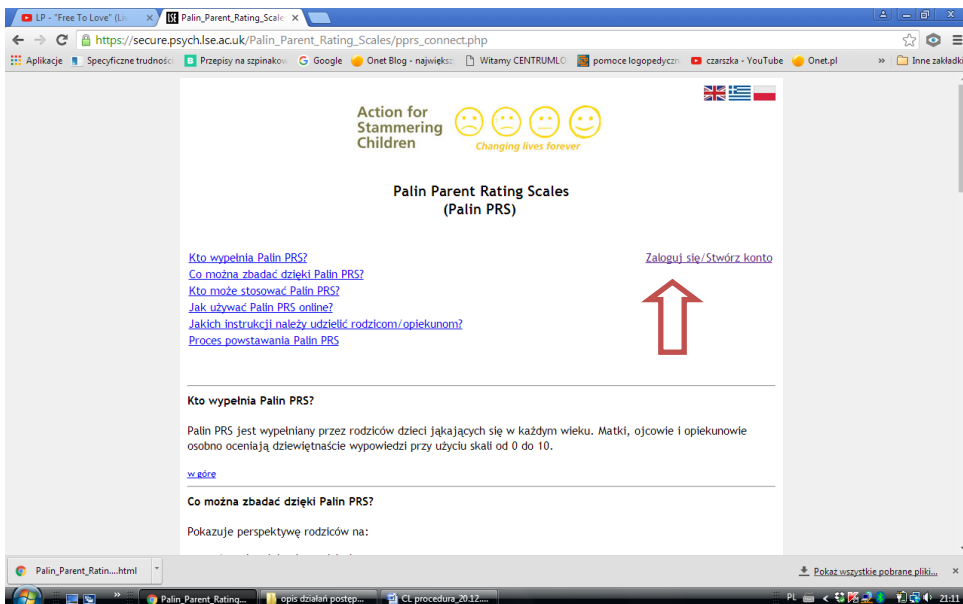 LP - "Free To Love" (Li
Palin_Parent_Rating_Scale
https://secure.psych.lse.ac.uk/Palin_Parent_Rating_Scales/pprs_connect.php
Aplikacje Specyficzne trudności Przepisy na szpinakow Google Onet Blog - najwięks Witamy CENTRUMLO pomoce logopedyczn czarszka - YouTube Onet.pl » Inne zakładki
Action for
Stammering
Children
Changing lives forever
Palin Parent Rating Scales
(Palin PRS)
Zaloguj się/Stwórz konto
Kto wypełnia Palin PRS?
Co można zbadać dzięki Palin PRS?
Kto może stosować Palin PRS?
Jak używać Palin PRS online?
Jakich instrukcji należy udzielić rodzicom/opiekunom?
Proces powstawania Palin PRS
Kto wypełnia Palin PRS?
Palin PRS jest wypełniany przez rodziców dzieci jąkających się w każdym wieku. Matki, ojcowie i opiekunowie
osobno oceniają dziewiętnaście wypowiedzi przy użyciu skali od 0 do 10.
w górę
Co można zbadać dzięki Palin PRS?
Pokazuje perspektywę rodziców na:
Palin_Parent_Ratin....html
Pokaż wszystkie pobrane pliki...
Palin_Parent_Rating... opis działań postęp... CL procedura_20.12.... PL 21:11